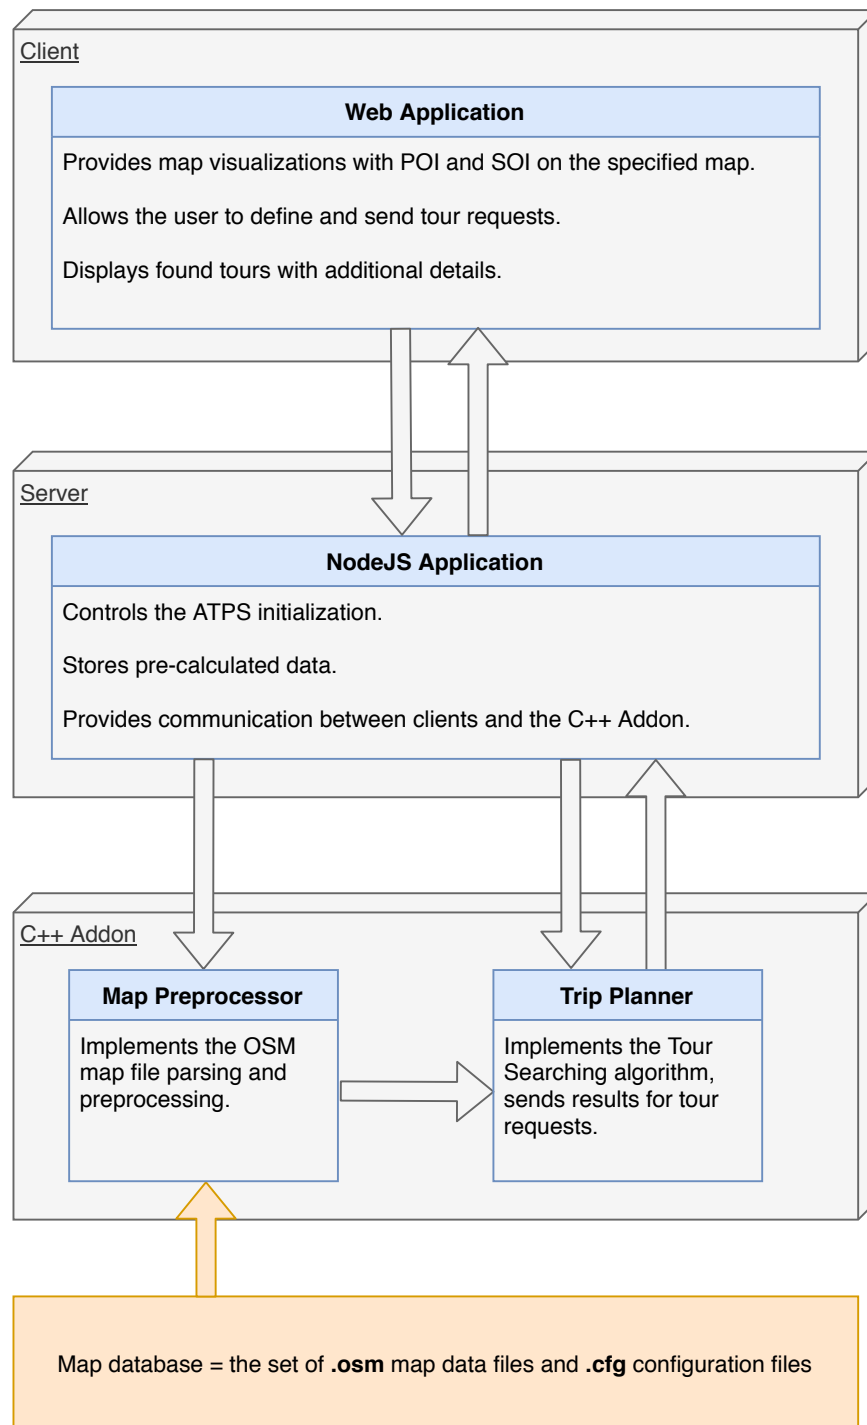 Client
Web Application
Provides map visualizations with POI and SOI on the specified map.
Allows the user to define and send tour requests.
Displays found tours with additional details.
Server
NodeJS Application
Controls the ATPS initialization.
Stores pre-calculated data.
Provides communication between clients and the C++ Addon.
C++ Addon
Map Preprocessor
Implements the OSM
map file parsing and
preprocessing.
Trip Planner
Implements the Tour
Searching algorithm,
sends results for tour
requests.
Map database = the set of .osm map data files and .cfg configuration files